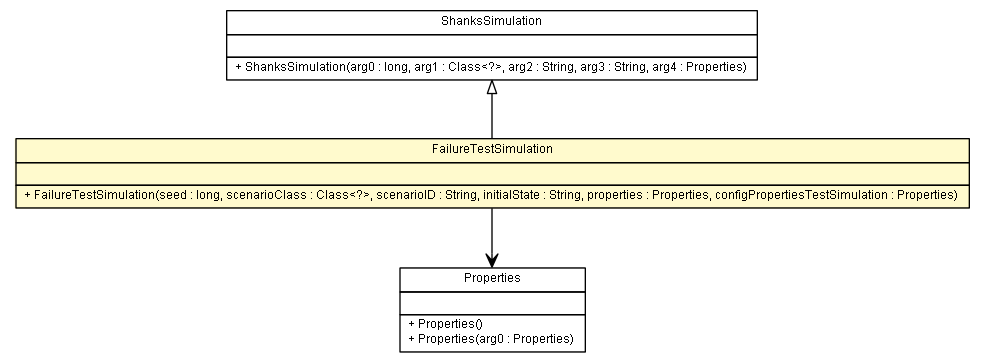 ShanksSimulation
+ ShanksSimulation(arg0 : long, arg1 : Class<?>, arg2 : String, arg3 : String, arg4 : Properties)
FailureTestSimulation
+ FailureTestSimulation(seed : long, scenarioClass : Class<?>, scenarioID : String, initialState : String, properties : Properties, configPropertiesTestSimulation : Properties)
Properties
+ Properties()
+ Properties(arg0 : Properties)